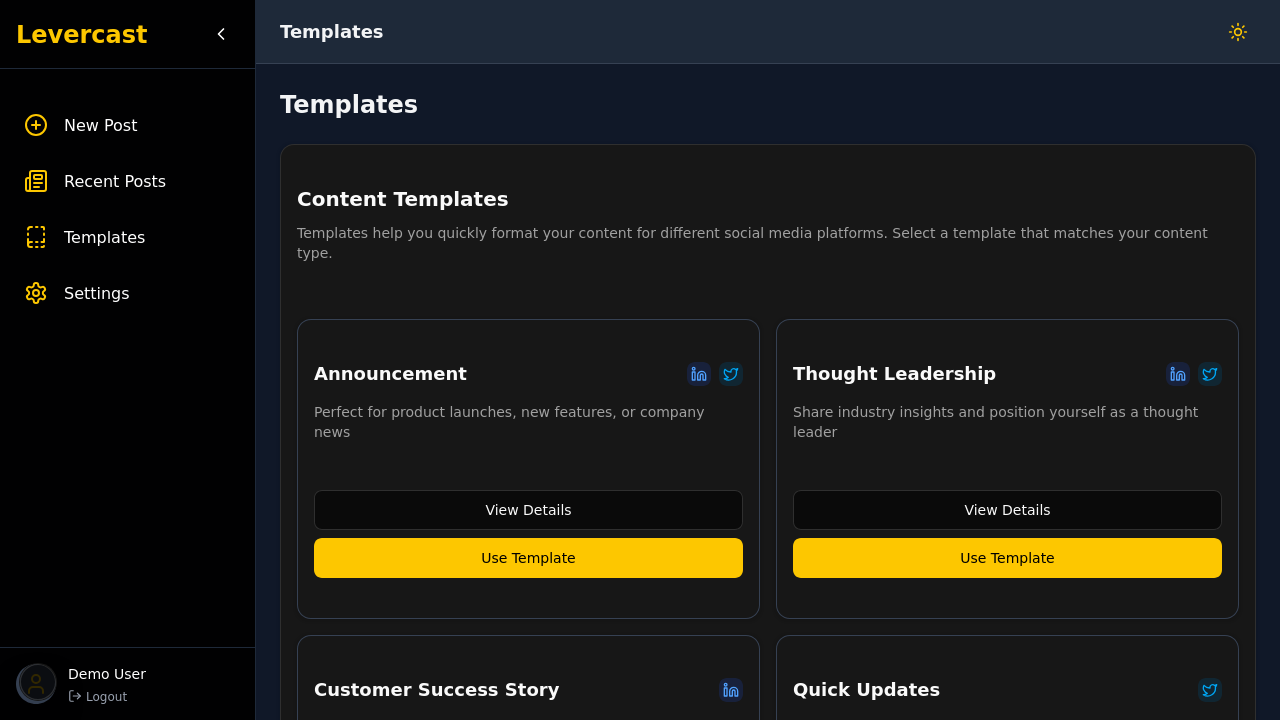 Levercast
Templates
New Post
Recent Posts
Templates
Settings
Demo User
Logout
Templates
Content Templates
Templates help you quickly format your content for different social media platforms. Select a template that matches your content
type.
Announcement
Perfect for product launches, new features, or company
news
View Details
Use Template
Thought Leadership
Share industry insights and position yourself as a thought
leader
View Details
Use Template
Customer Success Story
Quick Updates